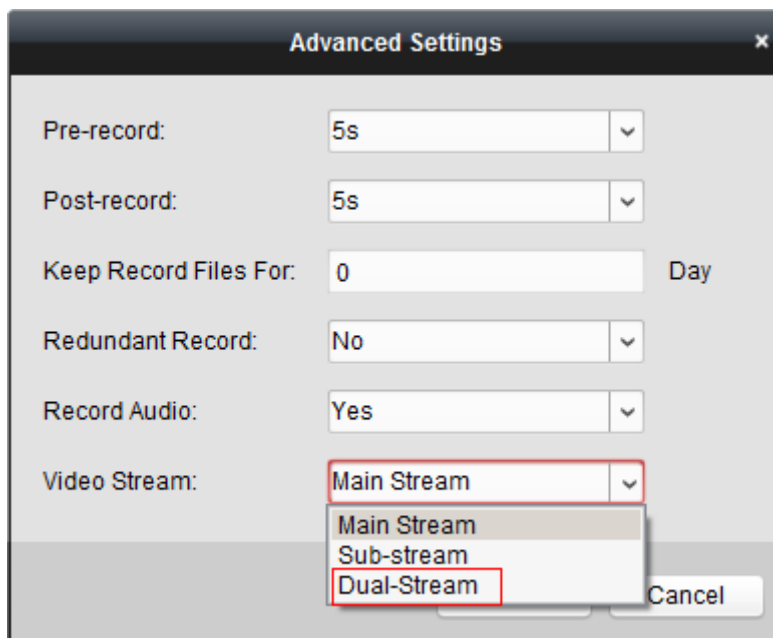 Advanced Settings ×
Pre-record: 5s
Post-record: 5s
Keep Record Files For: 0 Day
Redundant Record: No
Record Audio: Yes
Video Stream: Main Stream
Main Stream
Sub-stream
Dual-Stream
Cancel